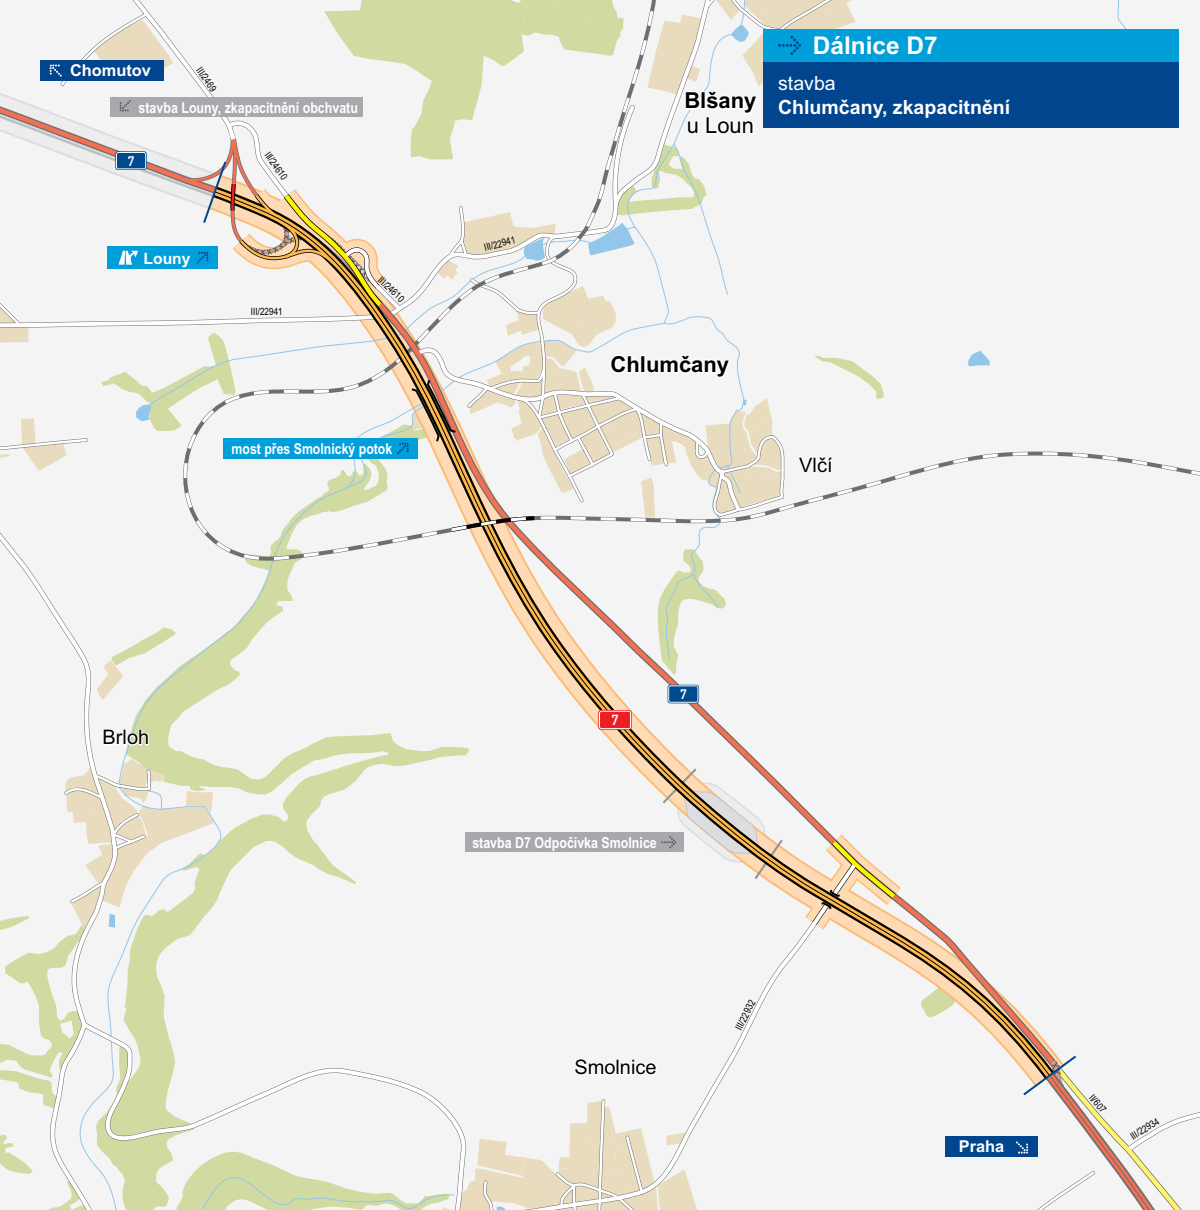 Dálnice D7
stavba
Chlumčany, zkapacitnění
Chomutov
III/2469
stavba Louny, zkapacitnění obchvatu
Blšany
u Loun
7
III/24610
III/22941
Louny
III/24610
III/22941
Chlumčany
most přes Smolnický potok
Vlčí
7
7
Brloh
stavba D7 Odpočívka Smolnice
III/22932
Smolnice
II/607
III/22934
Praha